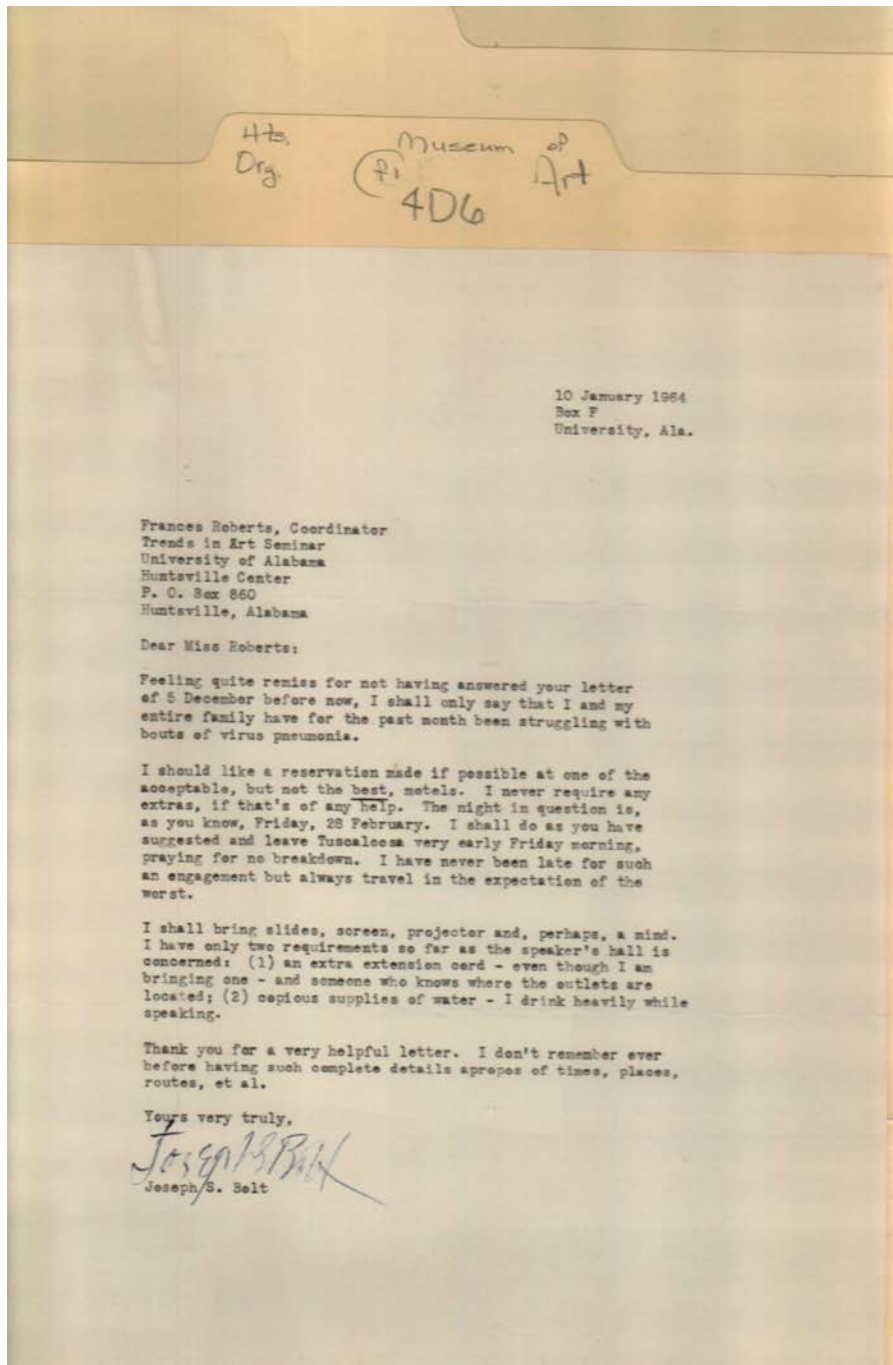 Hts. Museum of
Org. Art
4D6
10 January 1964
Box F
University, Ala.
Frances Roberts, Coordinator
Trends in Art Seminar
University of Alabama
Huntsville Center
P. O. Box 860
Huntsville, Alabama
Dear Miss Roberts:
Feeling quite remiss for not having answered your letter
of 5 December before now, I shall only say that I and my
entire family have for the past month been struggling with
bouts of virus pneumonia.
I should like a reservation made if possible at one of the
acceptable, but not the best, motels. I never require any
extras, if that's of any help. The night in question is,
as you know, Friday, 28 February. I shall do as you have
suggested and leave Tuscaloosa very early Friday morning,
praying for no breakdown. I have never been late for such
an engagement but always travel in the expectation of the
worst.
I shall bring slides, screen, projector and, perhaps, a mind.
I have only two requirements so far as the speaker's hall is
concerned: (1) an extra extension cord - even though I am
bringing one - and someone who knows where the outlets are
located; (2) copious supplies of water - I drink heavily while
speaking.
Thank you for a very helpful letter. I don't remember ever
before having such complete details apropos of times, places,
routes, et al.
Yours very truly,
Joseph S Bolt
Joseph S. Bolt